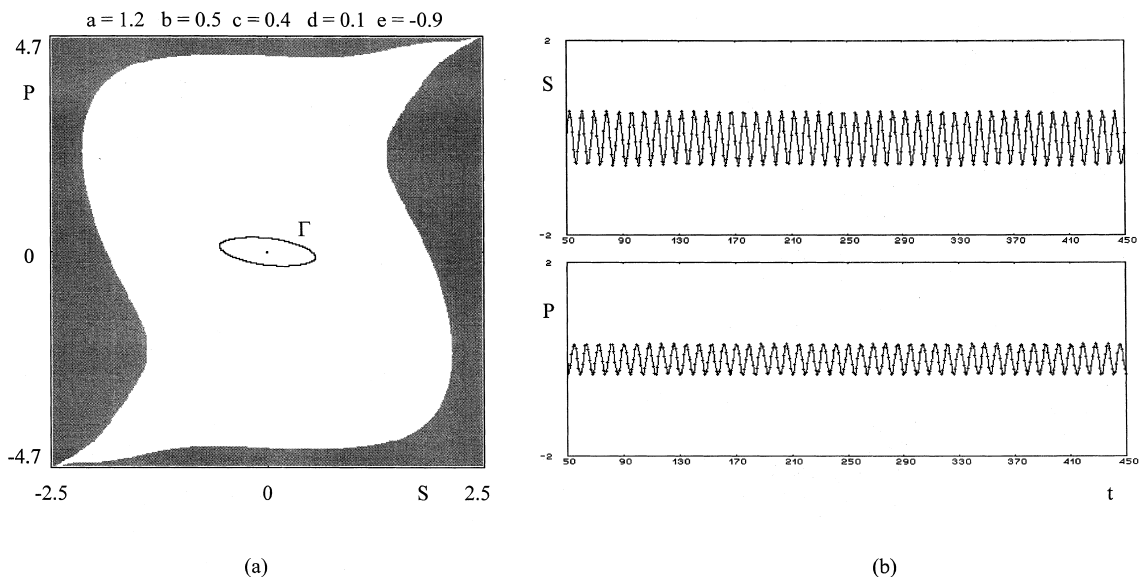 a = 1.2 b = 0.5 c = 0.4 d = 0.1 e = -0.9
4.7
P
0
-4.7
-2.5 0 S 2.5
Γ
(a)
2
S
-2
50 90 130 170 210 250 290 330 370 410 450
2
P
-2
50 90 130 170 210 250 290 330 370 410 450
t
(b)